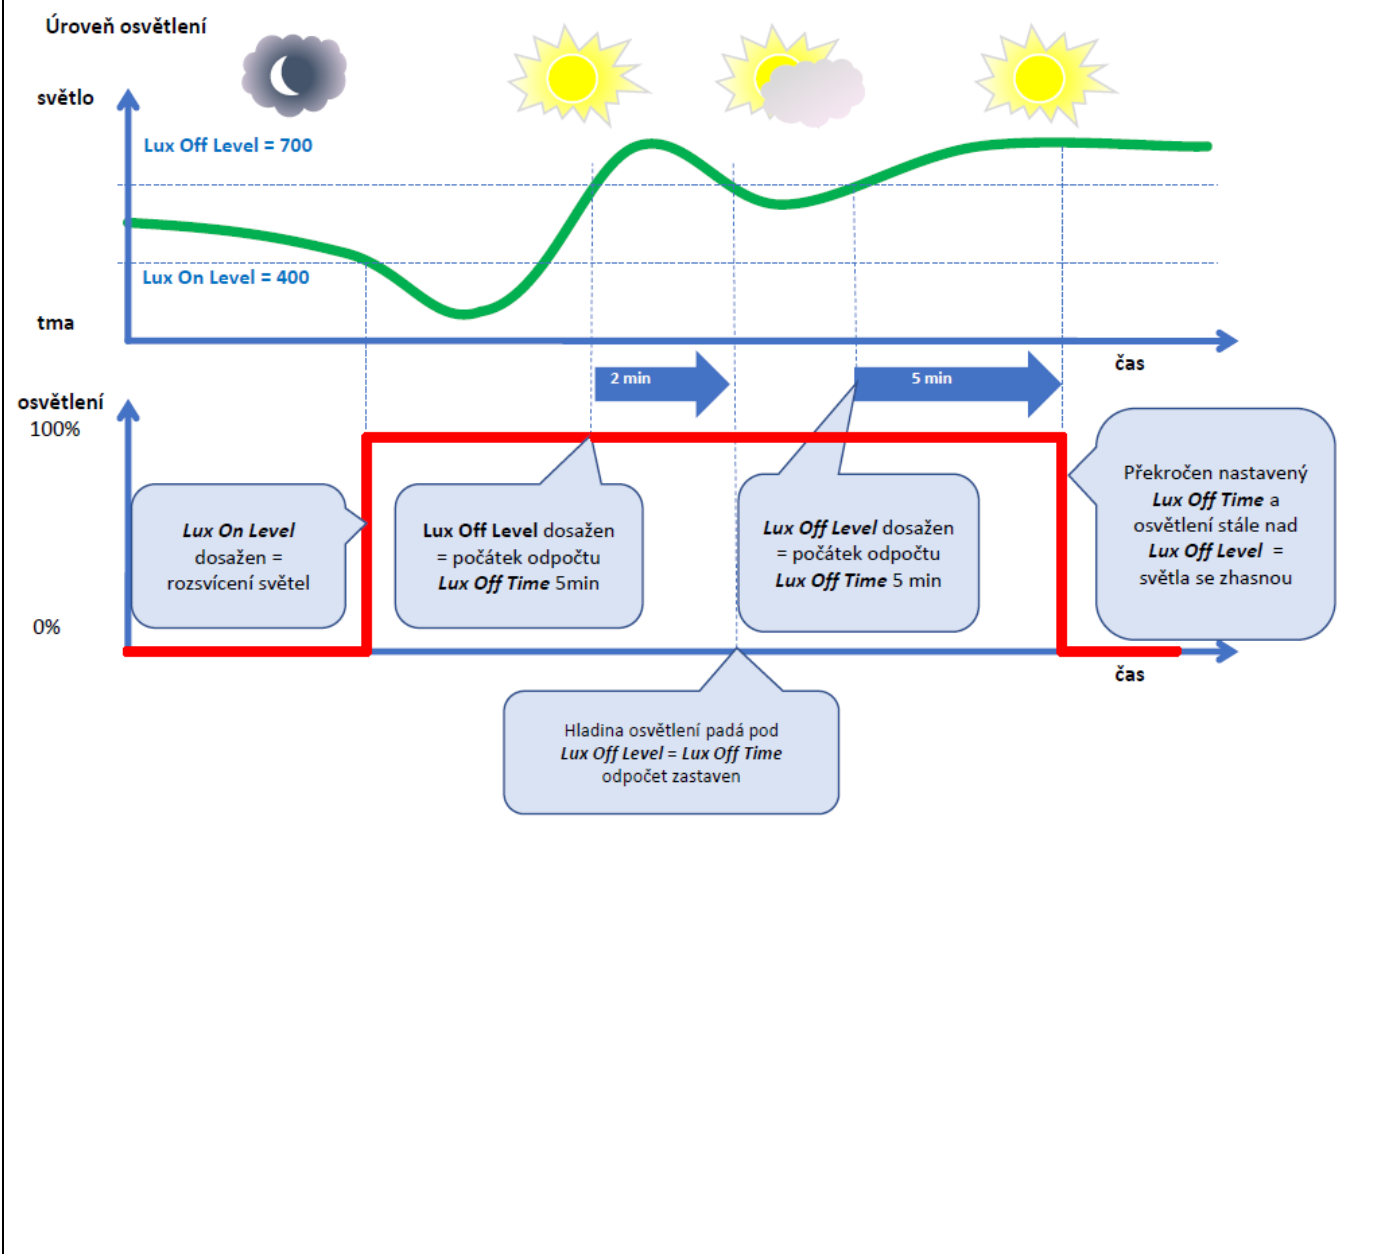 Úroveň osvětlení
světlo
Lux Off Level = 700
Lux On Level = 400
tma
čas
2 min
5 min
osvětlení
100%
Lux On Level
dosažen =
rozsvícení světel
Lux Off Level dosažen
= počátek odpočtu
Lux Off Time 5min
Lux Off Level dosažen
= počátek odpočtu
Lux Off Time 5 min
Překročen nastavený
Lux Off Time a
osvětlení stále nad
Lux Off Level =
světla se zhasnou
0%
čas
Hladina osvětlení padá pod
Lux Off Level = Lux Off Time
odpočet zastaven